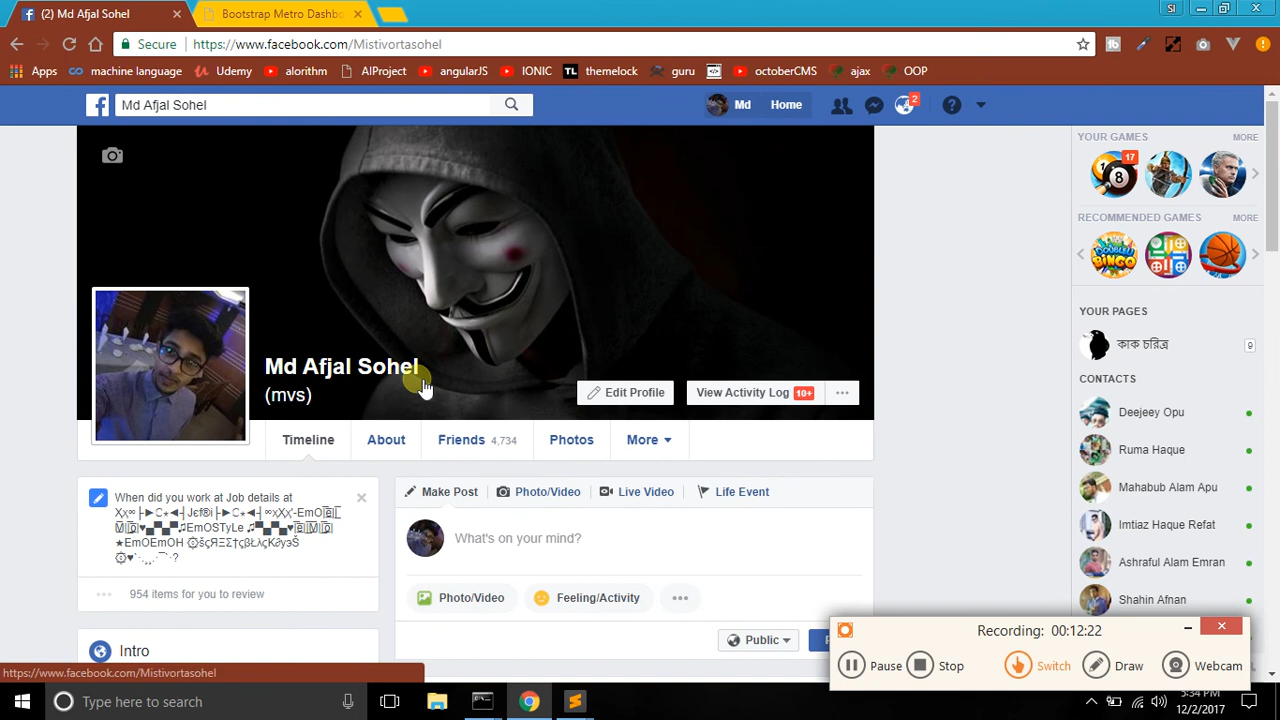 (2) Md Afjal Sohel
Bootstrap Metro Dashbo
SI
Secure https://www.facebook.com/Mistivortasohel
Apps machine language Udemy alorithm AIProject angularJS IONIC TL themelock guru octoberCMS ajax OOP
Md Afjal Sohel
Md Home
2
YOUR GAMES MORE
17
8
RECOMMENDED GAMES MORE
BINGO
Md Afjal Sohel
(mvs)
Edit Profile
View Activity Log 10+
Timeline About Friends 4,734 Photos More
YOUR PAGES
কাক চরিত্র 9
CONTACTS
Deejeey Opu
Ruma Haque
Mahabub Alam Apu
Imtiaz Haque Refat
Ashraful Alam Emran
Shahin Afnan
When did you work at Job details at
954 items for you to review
Intro
Make Post Photo/Video Live Video Life Event
What's on your mind?
Photo/Video Feeling/Activity
Public
Recording: 00:12:22
Pause Stop Switch Draw Webcam
https://www.facebook.com/Mistivortasohel
Type here to search
5:34 PM
12/2/2017